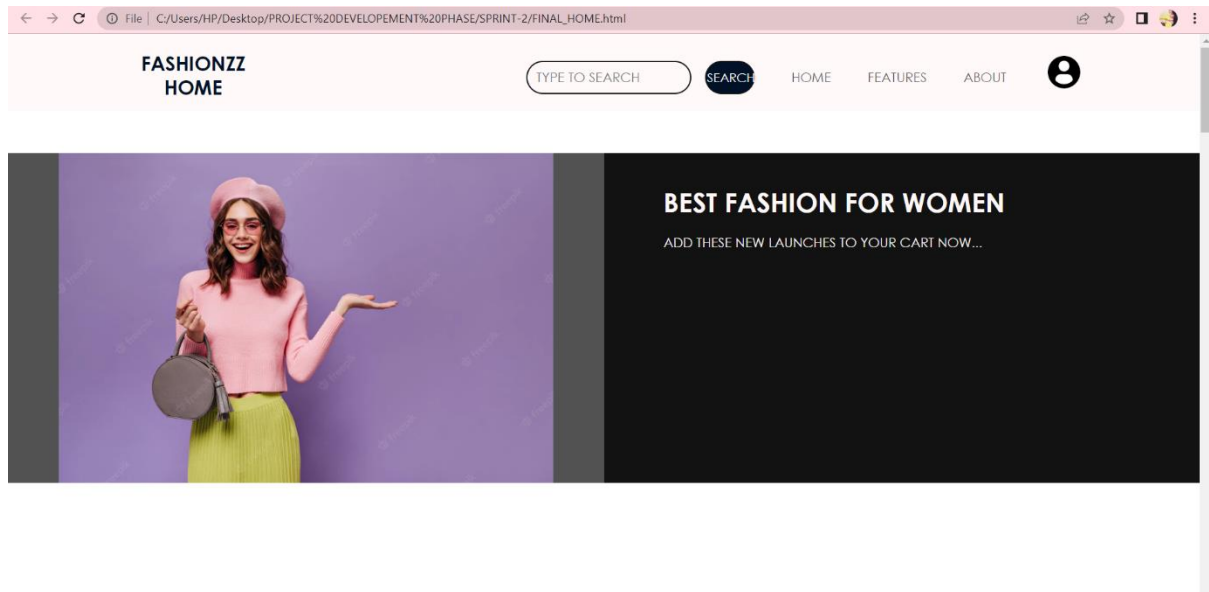 File | C:/Users/HP/Desktop/PROJECT%20DEVELOPEMENT%20PHASE/SPRINT-2/FINAL_HOME.html
FASHIONZZ
HOME
TYPE TO SEARCH
SEARCH
HOME
FEATURES
ABOUT
BEST FASHION FOR WOMEN
ADD THESE NEW LAUNCHES TO YOUR CART NOW...